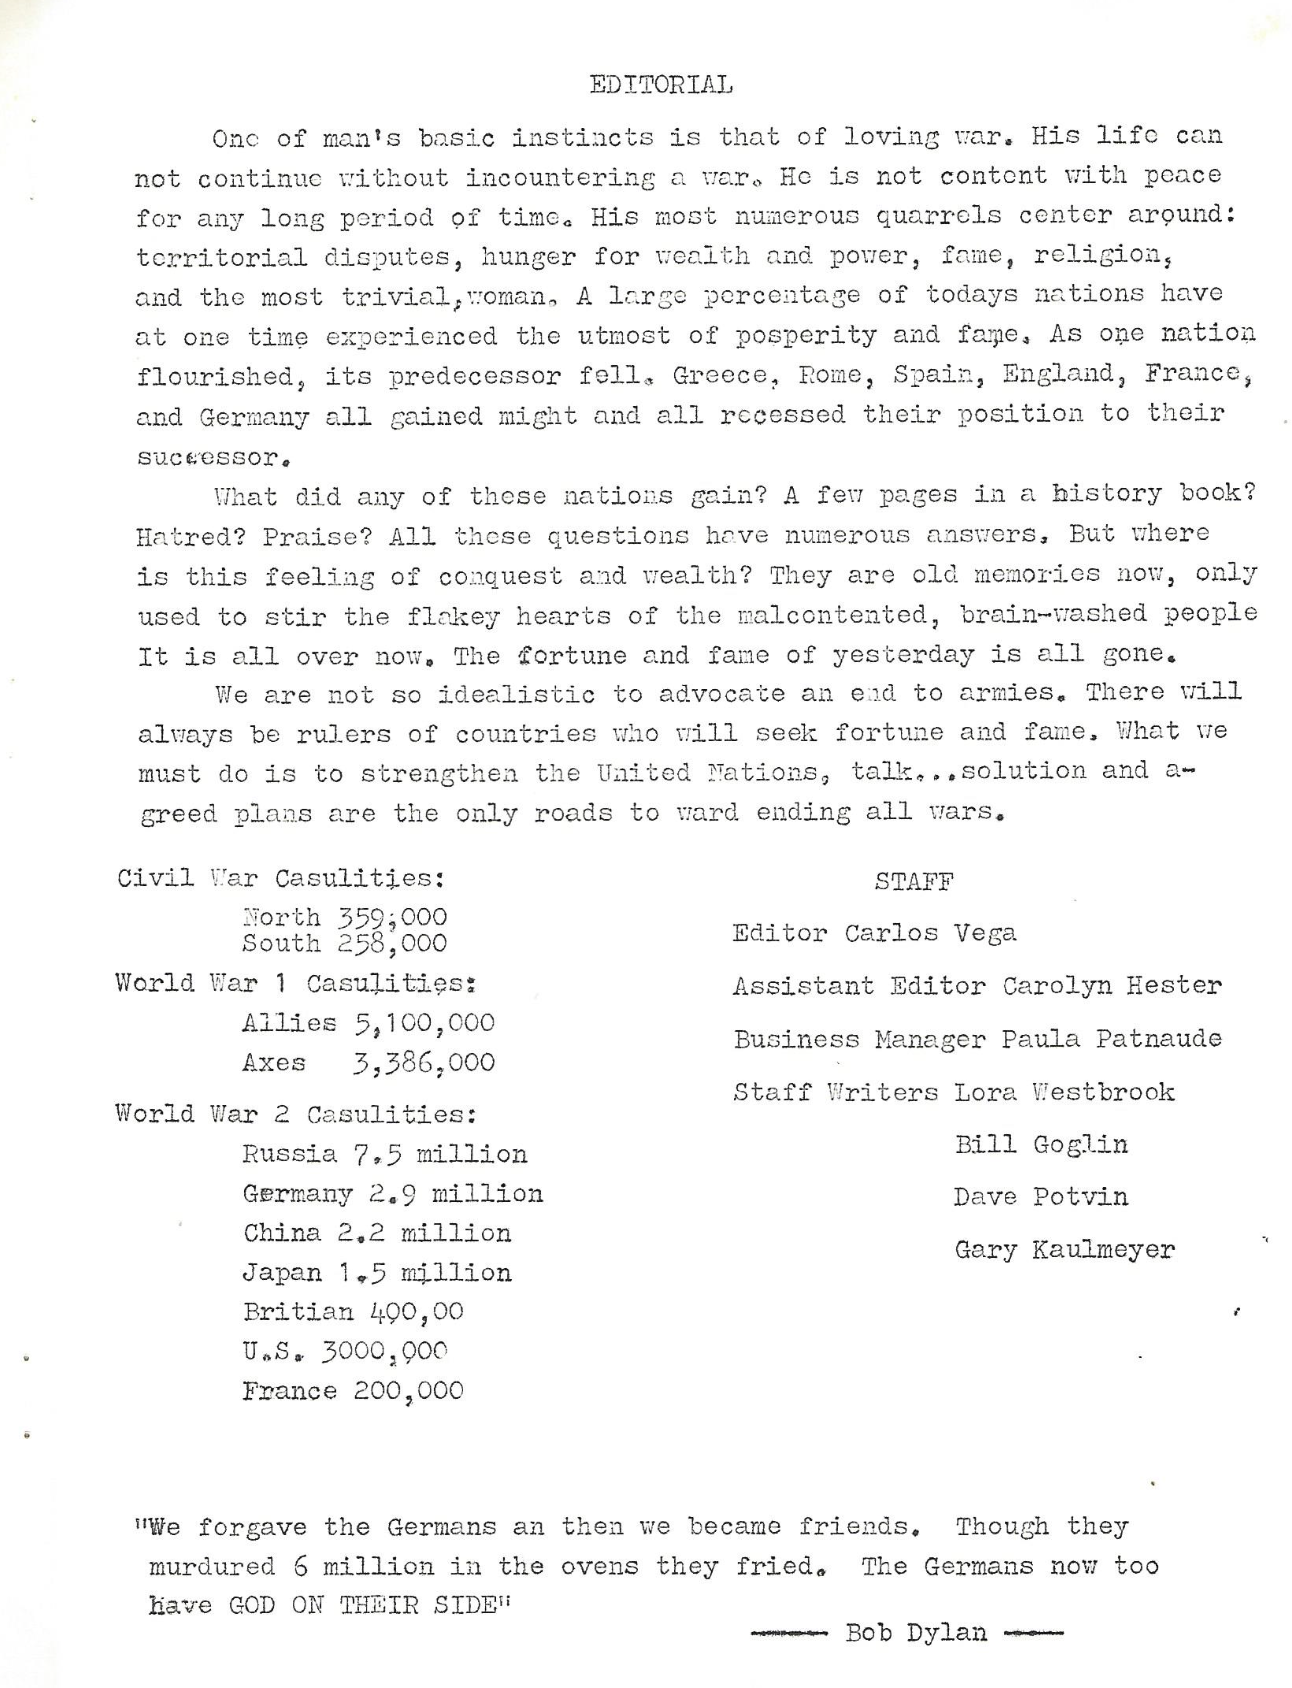 EDITORIAL
One of man's basic instincts is that of loving war. His life can
not continue without incountering a war. He is not content with peace
for any long period of time. His most numerous quarrels center around:
territorial disputes, hunger for wealth and power, fame, religion,
and the most trivial,woman. A large percentage of todays nations have
at one time experienced the utmost of posperity and fame. As one nation
flourished, its predecessor fell. Greece, Rome, Spain, England, France,
and Germany all gained might and all recessed their position to their
successor.
What did any of these nations gain? A few pages in a history book?
Hatred? Praise? All these questions have numerous answers. But where
is this feeling of conquest and wealth? They are old memories now, only
used to stir the flakey hearts of the malcontented, brain-washed people
It is all over now. The fortune and fame of yesterday is all gone.
We are not so idealistic to advocate an end to armies. There will
always be rulers of countries who will seek fortune and fame. What we
must do is to strengthen the United Nations, talk...solution and a-
greed plans are the only roads to ward ending all wars.
Civil War Casulities:
North 359,000
South 258,000
World War 1 Casulities:
Allies 5,100,000
Axes 3,386,000
World War 2 Casulities:
Russia 7.5 million
Germany 2.9 million
China 2.2 million
Japan 1.5 million
Britian 490,00
U.S. 3000,000
France 200,000
STAFF
Editor Carlos Vega
Assistant Editor Carolyn Hester
Business Manager Paula Patnaude
Staff Writers Lora Westbrook
Bill Goglin
Dave Potvin
Gary Kaulmeyer
"We forgave the Germans an then we became friends. Though they
murdured 6 million in the ovens they fried. The Germans now too
have GOD ON THEIR SIDE"
—— Bob Dylan ——